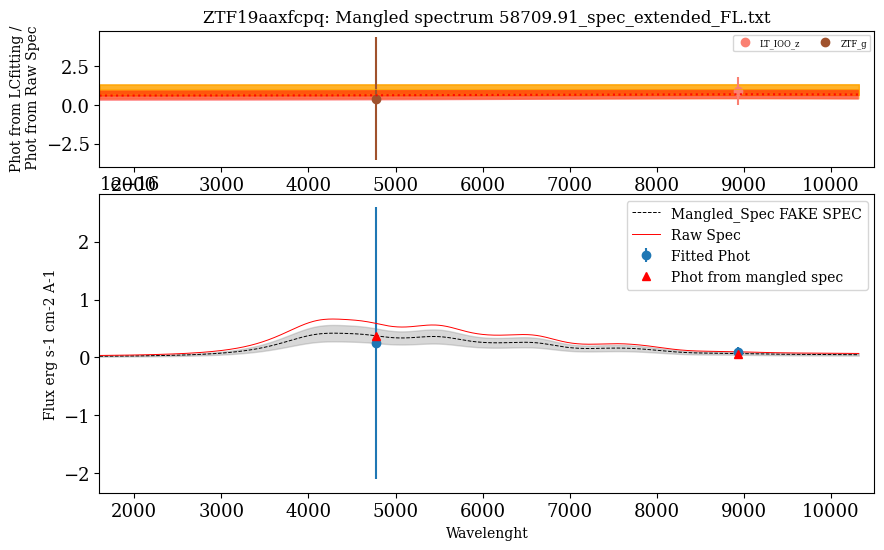 ZTF19aaxfcpq: Mangled spectrum 58709.91_spec_extended_FL.txt
Phot from LCfitting /
Phot from Raw Spec
2.5
0.0
−2.5
LT_IOO_z
ZTF_g
2000 3000 4000 5000 6000 7000 8000 9000 10000
1e−16
Flux erg s-1 cm-2 A-1
2
1
0
−1
−2
Mangled_Spec FAKE SPEC
Raw Spec
Fitted Phot
Phot from mangled spec
2000 3000 4000 5000 6000 7000 8000 9000 10000
Wavelenght